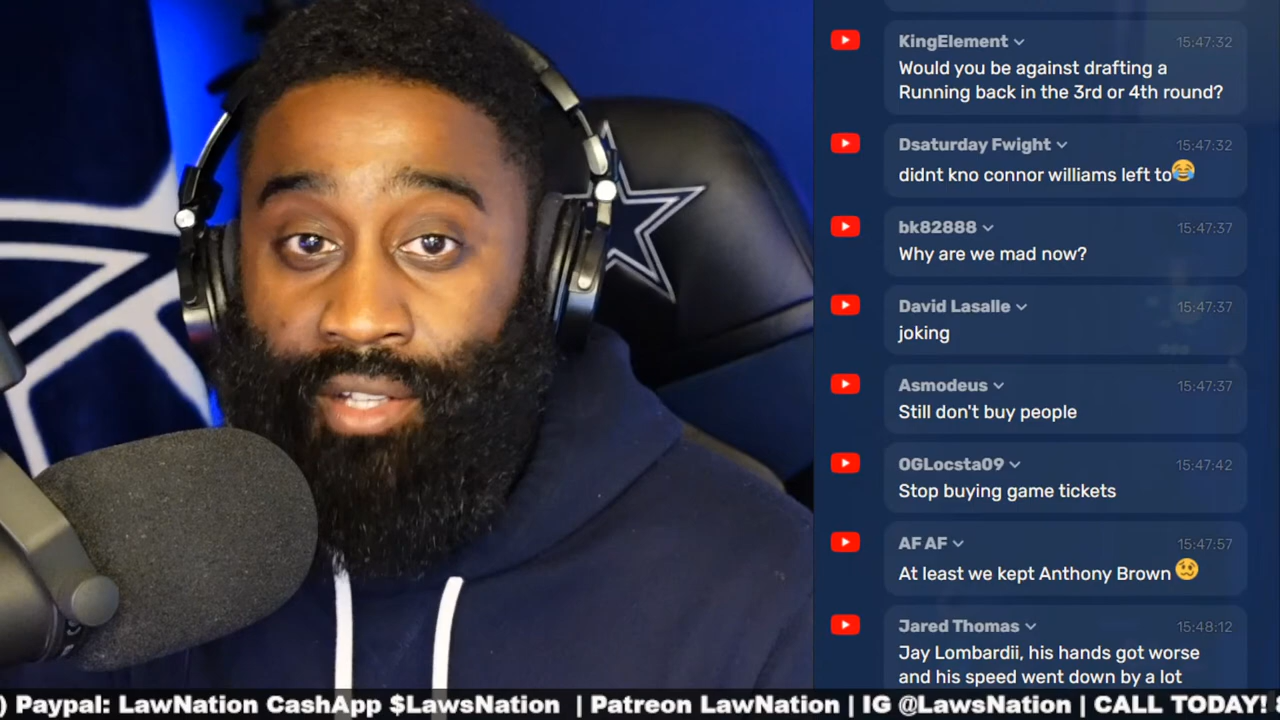 KingElement 15:47:32
Would you be against drafting a
Running back in the 3rd or 4th round?
Dsaturday Fwight 15:47:32
didnt kno connor williams left to😂
bk82888 15:47:37
Why are we mad now?
David Lasalle 15:47:37
joking
Asmodeus 15:47:37
Still don't buy people
OGLocsta09 15:47:42
Stop buying game tickets
AF AF 15:47:57
At least we kept Anthony Brown 🥴
Jared Thomas 15:48:12
Jay Lombardii, his hands got worse
and his speed went down by a lot
) Paypal: LawNation CashApp $LawsNation | Patreon LawNation | IG @LawsNation | CALL TODAY!